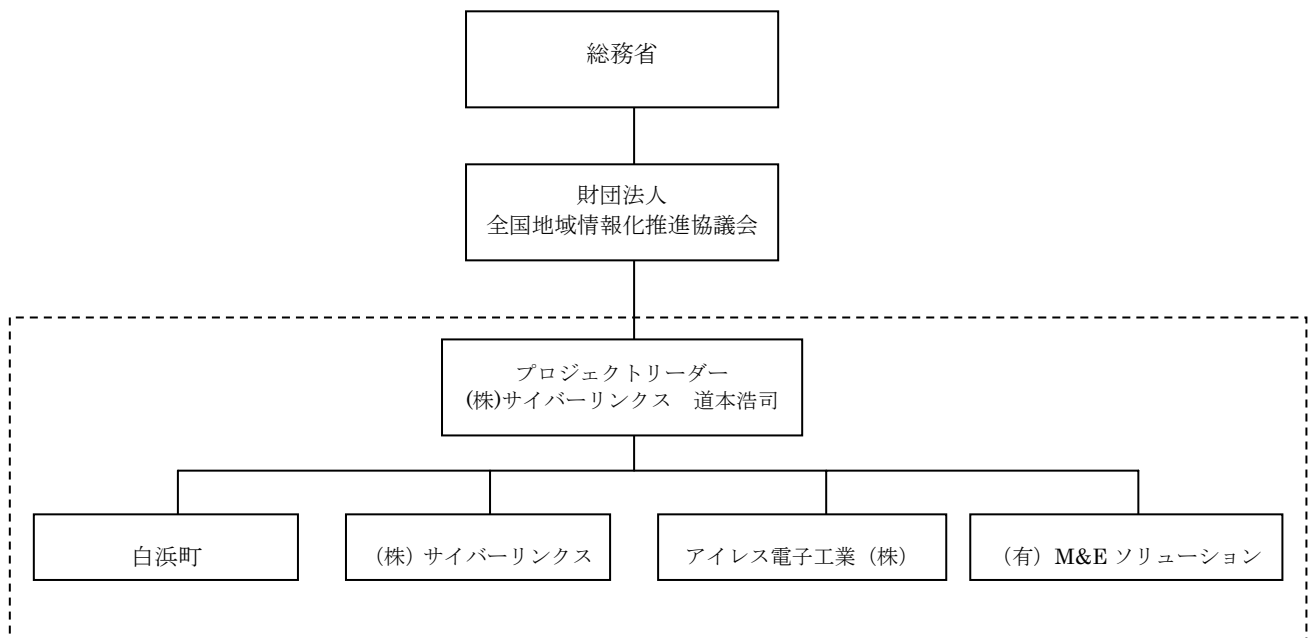 総務省
財団法人
全国地域情報化推進協議会
プロジェクトリーダー
(株)サイバーリンクス　道本浩司
白浜町
（株）サイバーリンクス
アイレス電子工業（株）
（有）M&E ソリューション